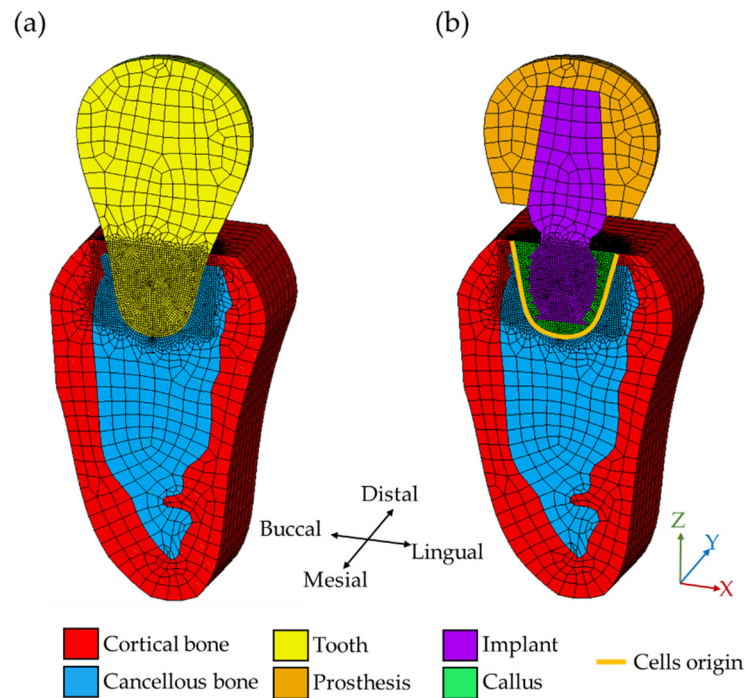 (a)
(b)
Distal
Buccal
Lingual
Mesial
Z
Y
X
Cortical bone
Tooth
Implant
Cells origin
Cancellous bone
Prosthesis
Callus